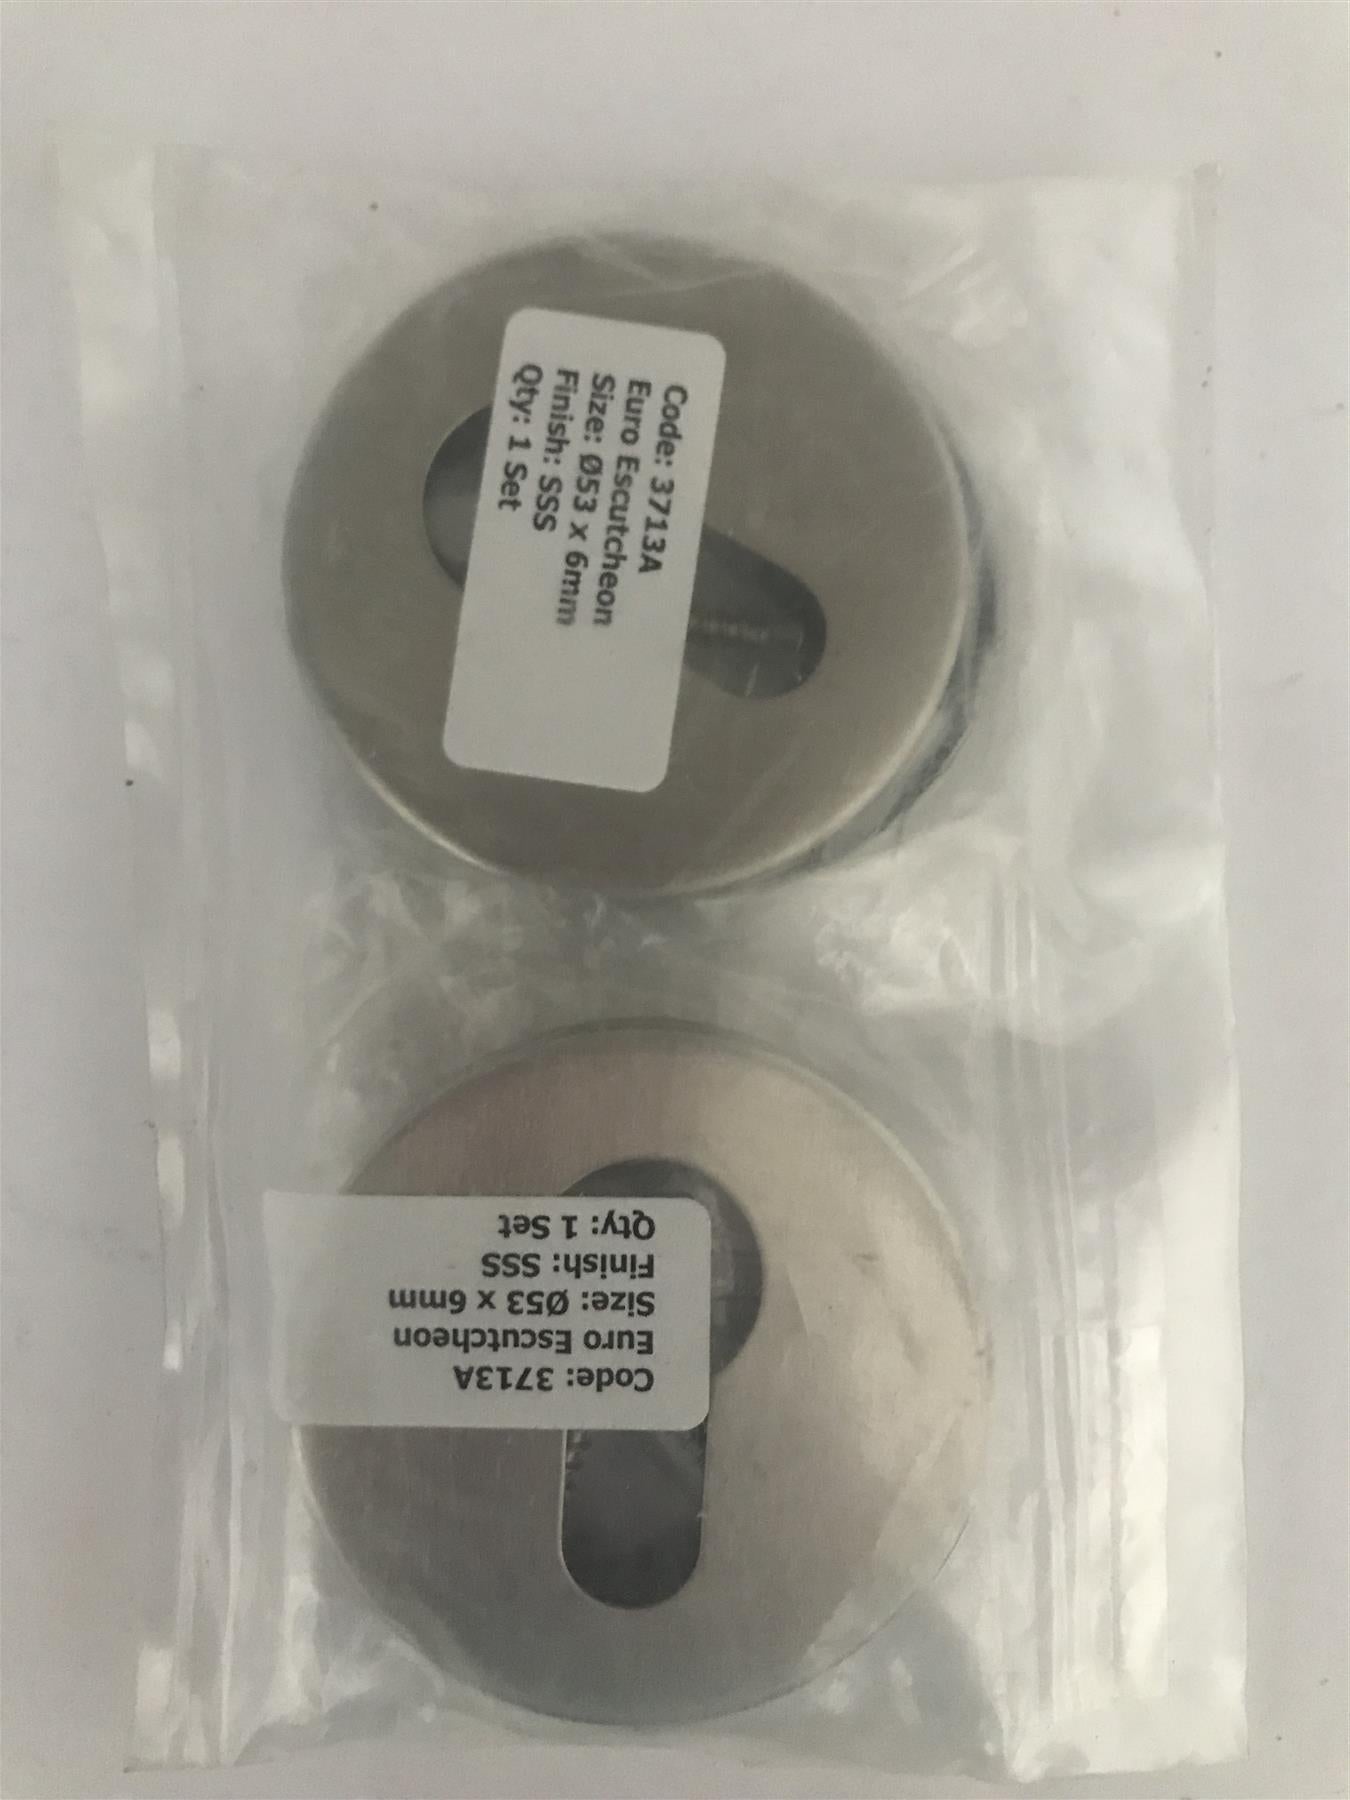 Code: 3713A
Euro Escutcheon
Size: Ø53 x 6mm
Finish: SSS
Qty: 1 Set
Code: 3713A
Euro Escutcheon
Size: Ø53 x 6mm
Finish: SSS
Qty: 1 Set